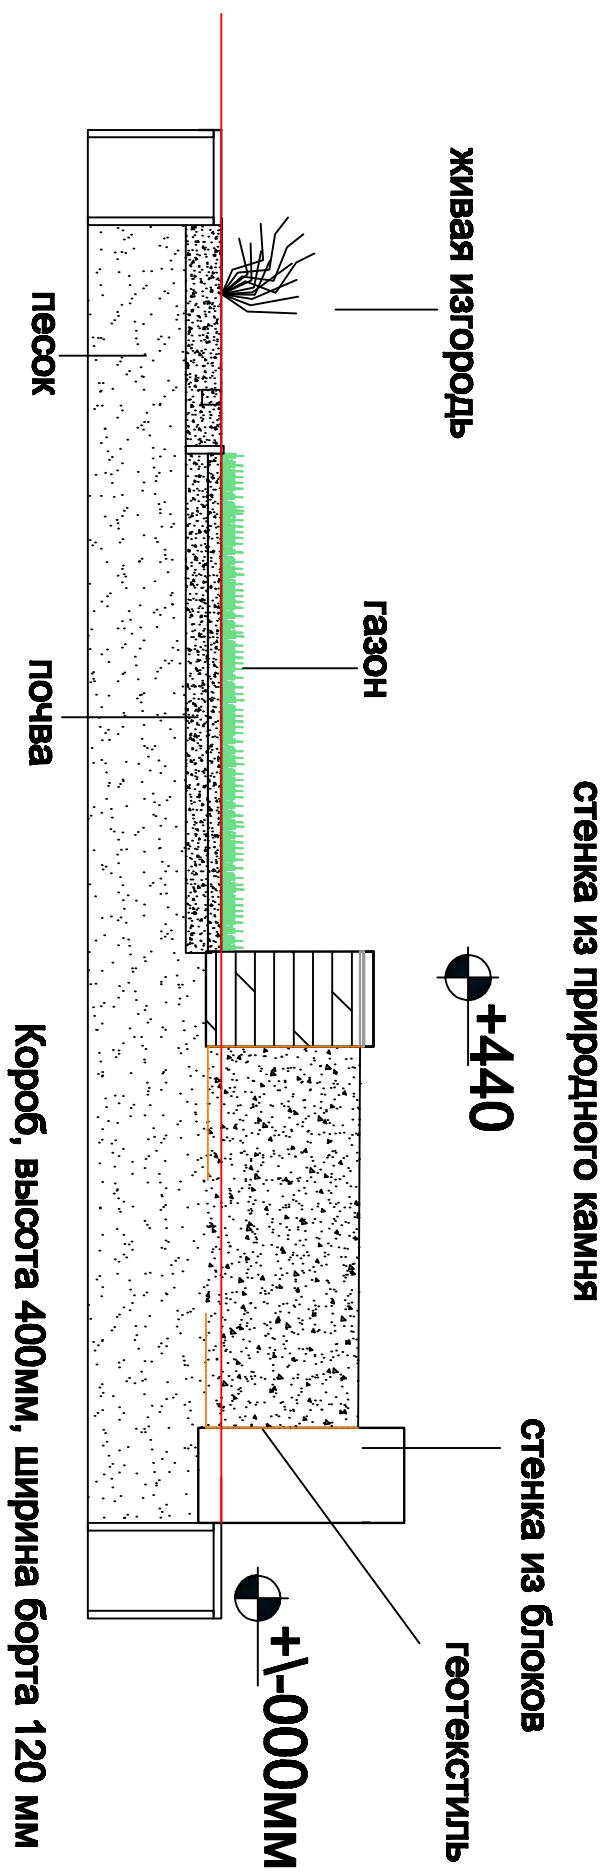 стенка из природного камня
стенка из блоков
+440
живая изгородь
геотекстиль
газон
+\-000мм
песок
почва
Короб, высота 400мм, ширина борта 120 мм